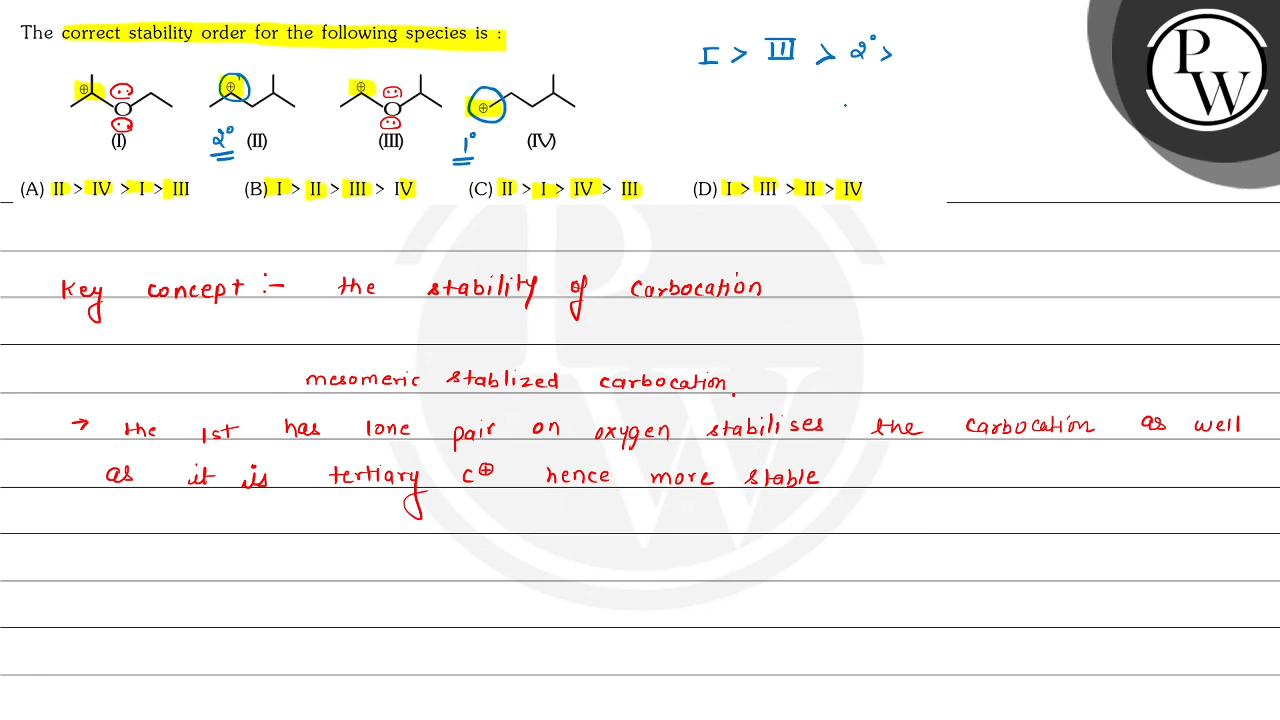 The correct stability order for the following species is :
I > III > 2° >
⊕ O ⊕ ⊕ O ⊕
(I) 2° (II) (III) 1° (IV)
(A) II > IV > I > III (B) I > II > III > IV (C) II > I > IV > III (D) I > III > II > IV
P
W
Key concept :- the stability of carbocation
mesomeric stablized carbocation.
→ the 1st has lone pair on oxygen stabilises the carbocation as well
as it is tertiary c⊕ hence more stable